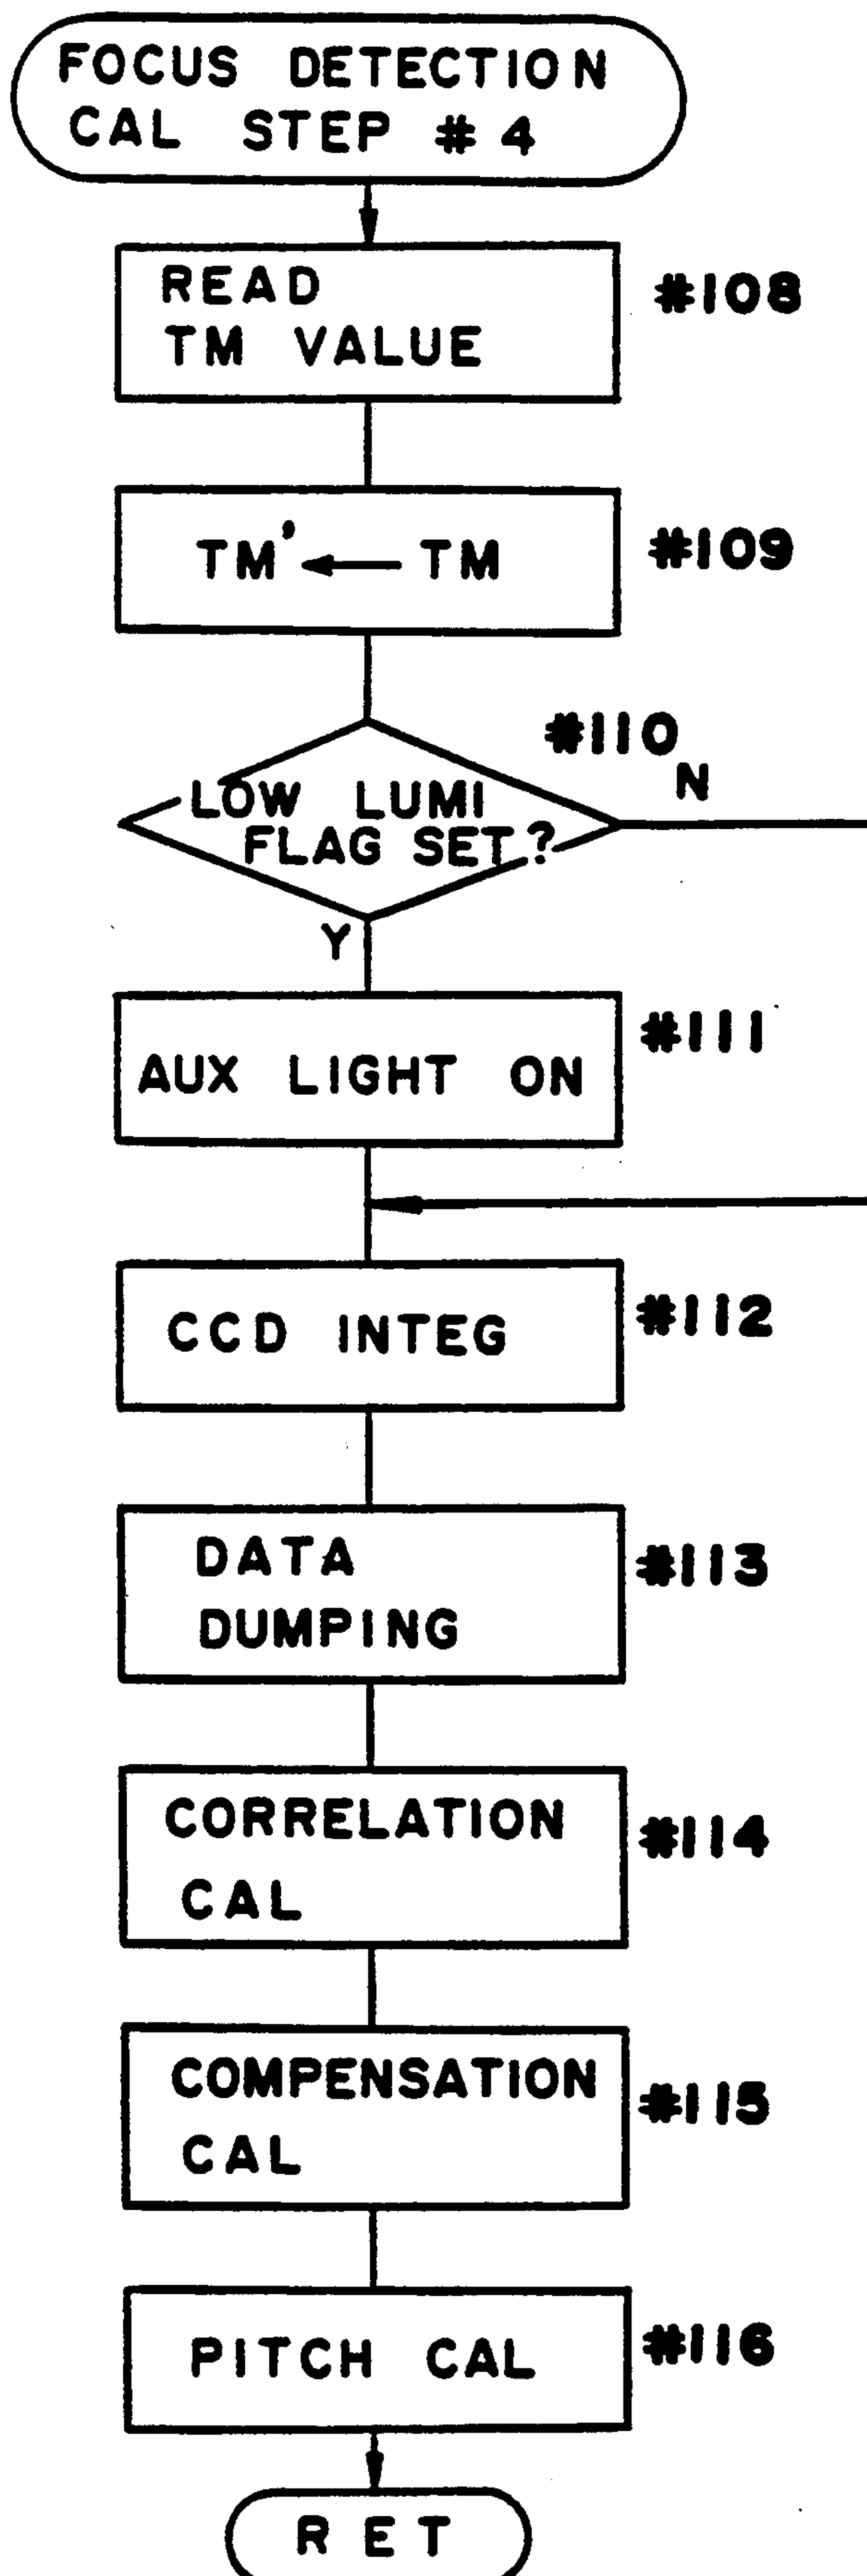 FOCUS DETECTION
CAL STEP # 4
READ
TM VALUE
#108
TM' ← TM
#109
#110
N
LOW LUMI
FLAG SET?
Y
#111
AUX LIGHT ON
CCD INTEG
#112
DATA
DUMPING
#113
CORRELATION
CAL
#114
COMPENSATION
CAL
#115
PITCH CAL
#116
RET